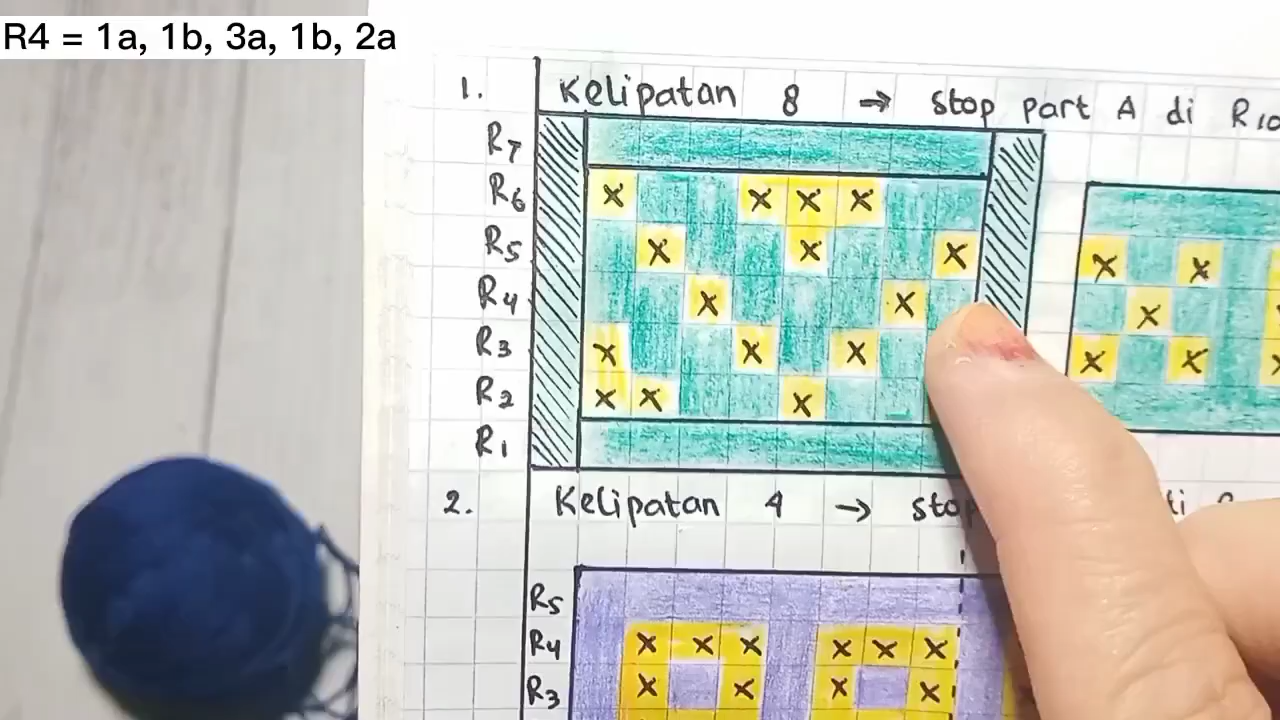 R4 = 1a, 1b, 3a, 1b, 2a
1. Kelipatan 8 → stop part A di R10
R7
R6 x x x x
R5 x x x x x
R4 x x x
R3 x x x x x
R2 x x x
R1
2. Kelipatan 4 → stop
R5
R4 x x x x x x
R3 x x x x